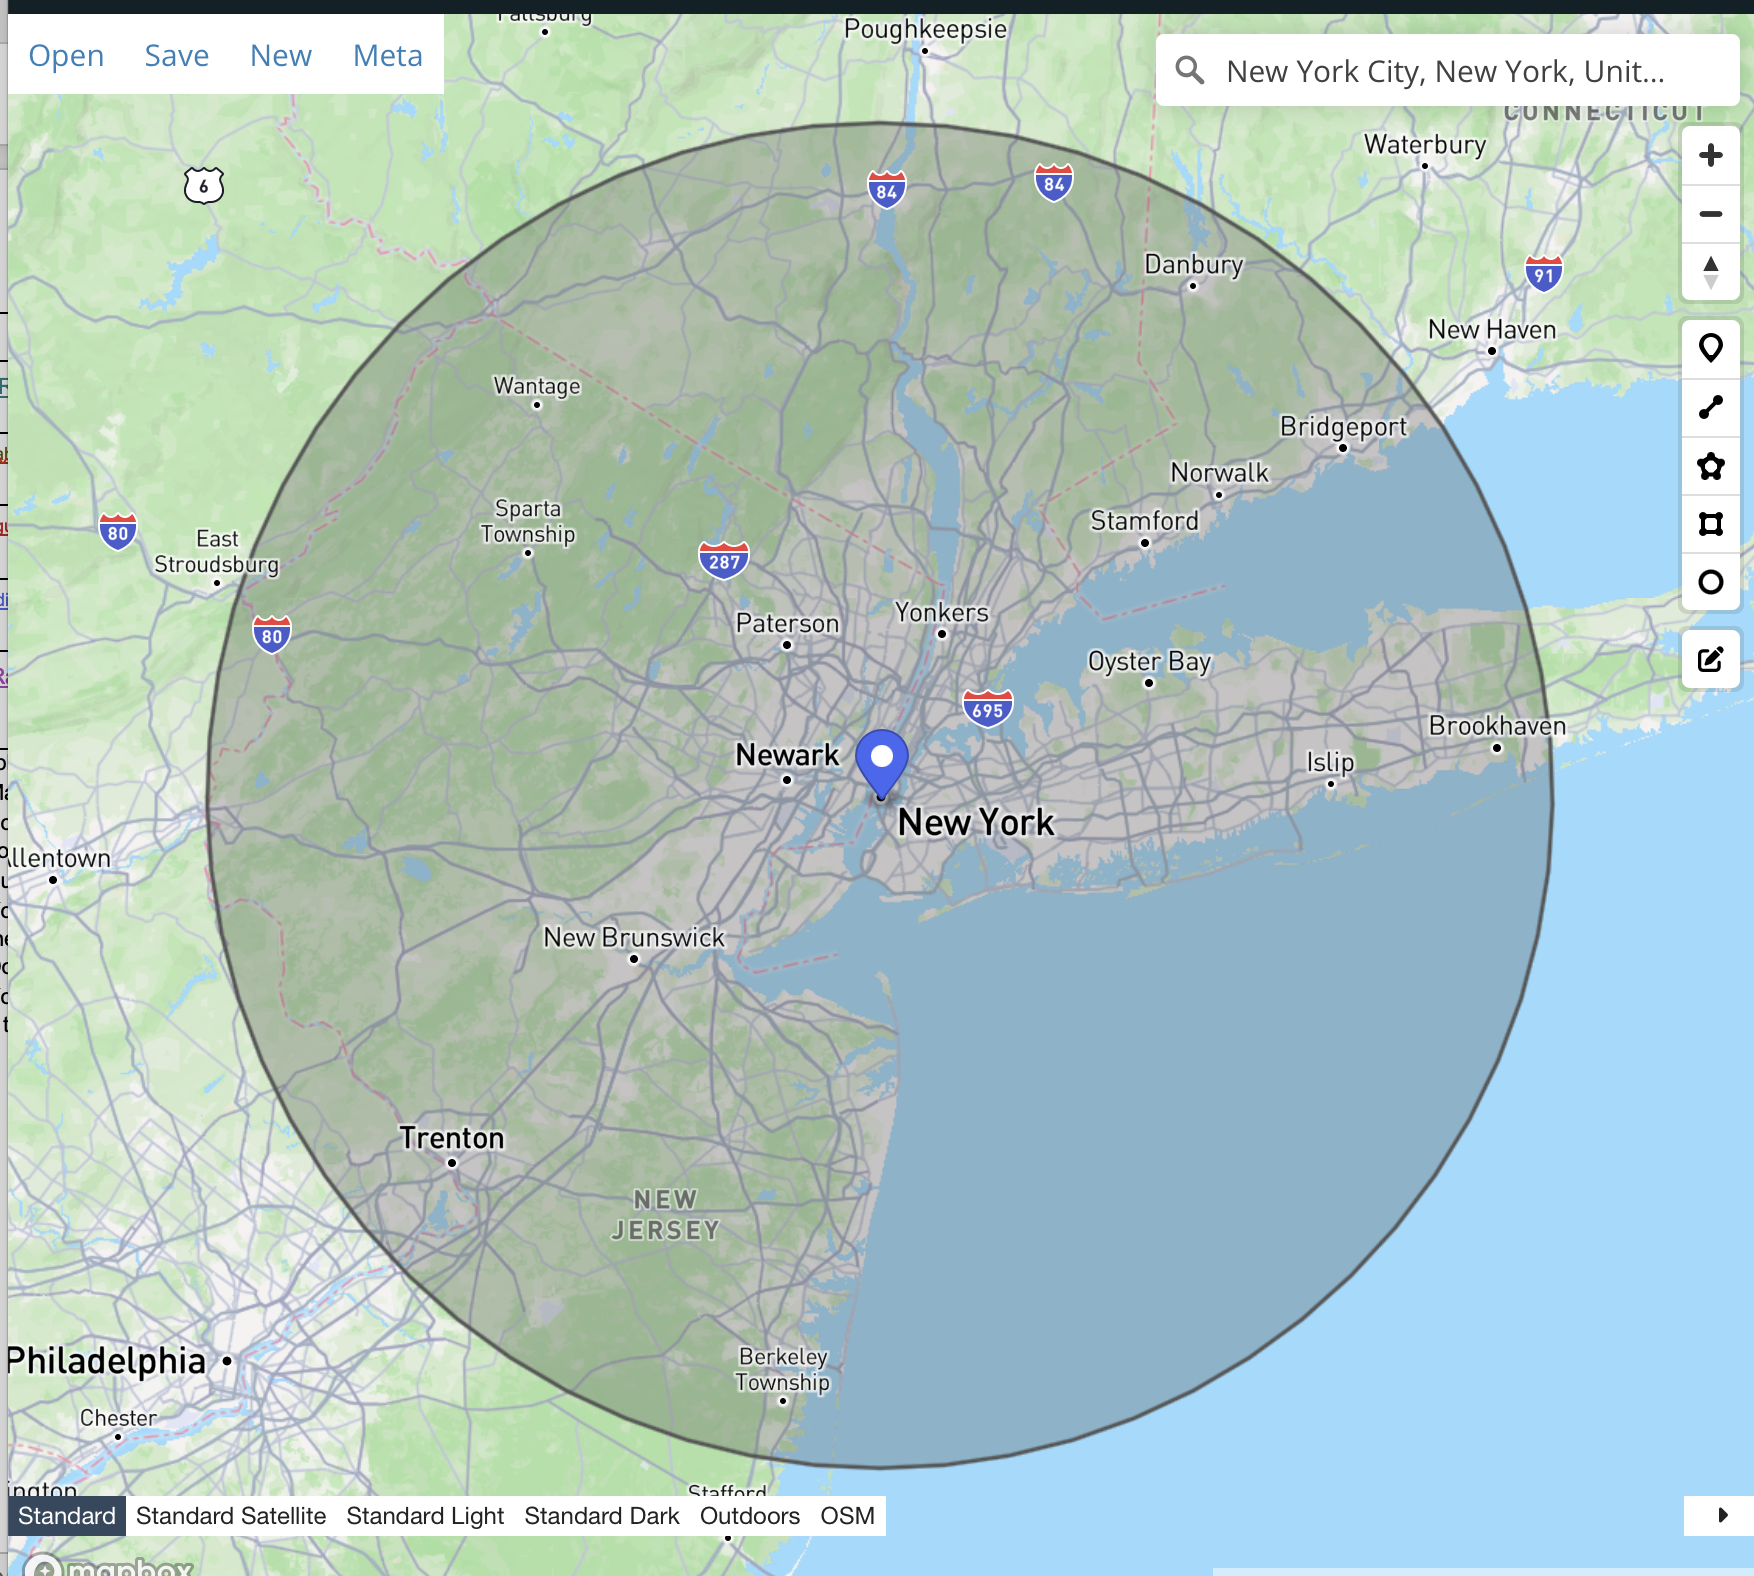 Open Save New Meta
Poughkeepsie
New York City, New York, Unit...
CONNECTICUT
Waterbury
6
84
84
Danbury
91
New Haven
Wantage
Bridgeport
Norwalk
Sparta
Township
Stamford
80
East
Stroudsburg
287
80
Paterson
Yonkers
Oyster Bay
695
Brookhaven
Newark
Islip
New York
llentown
New Brunswick
Trenton
NEW
JERSEY
Philadelphia
Berkeley
Township
Chester
ington
Stafford
Standard Standard Satellite Standard Light Standard Dark Outdoors OSM
mapbox